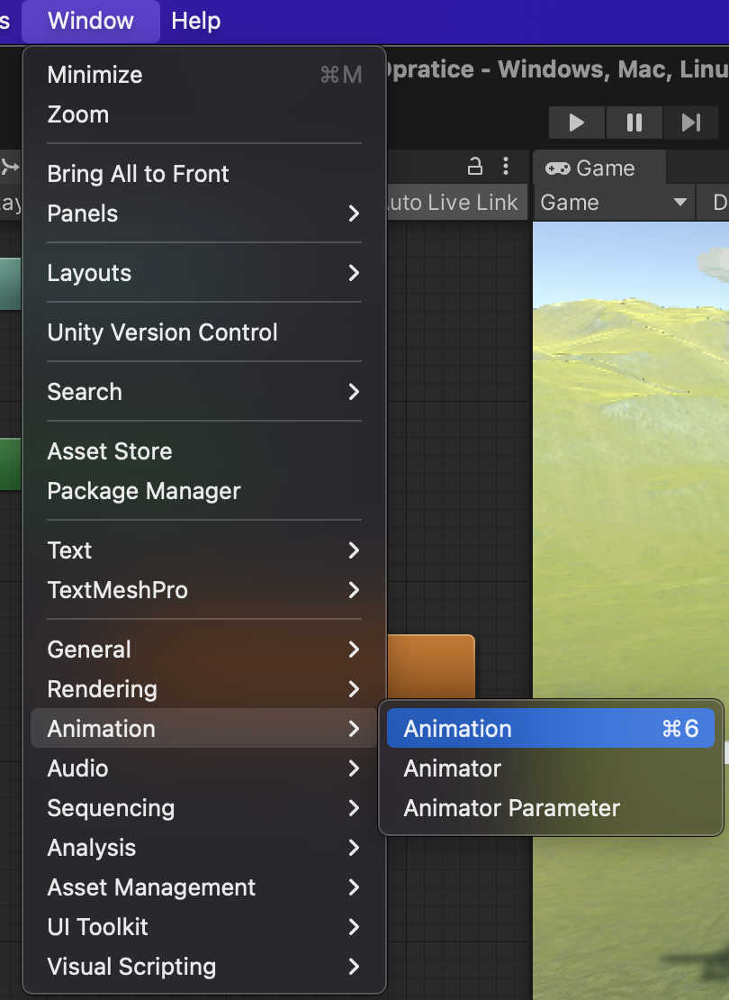 Window
Help
Minimize ⌘M
Zoom
Bring All to Front
Panels
Layouts
Unity Version Control
Search
Asset Store
Package Manager
Text
TextMeshPro
General
Rendering
Animation
Audio
Sequencing
Analysis
Asset Management
UI Toolkit
Visual Scripting
Animation ⌘6
Animator
Animator Parameter
pratice - Windows, Mac, Linu
uto Live Link
Game
Game
D